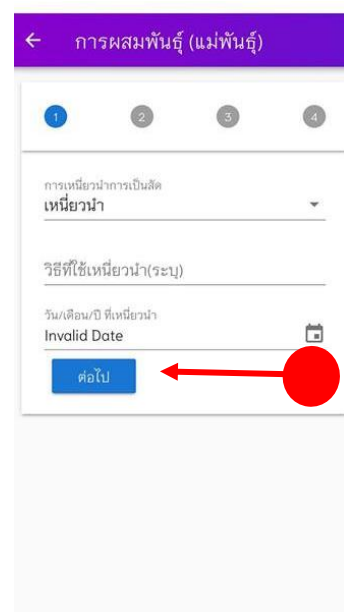 การผสมพันธุ์ (แม่พันธุ์)
1 2 3 4
การเหนี่ยวนำการเป็นสัด
เหนี่ยวนำ
วิธีที่ใช้เหนี่ยวนำ(ระบุ)
วัน/เดือน/ปี ที่เหนี่ยวนำ
Invalid Date
ต่อไป